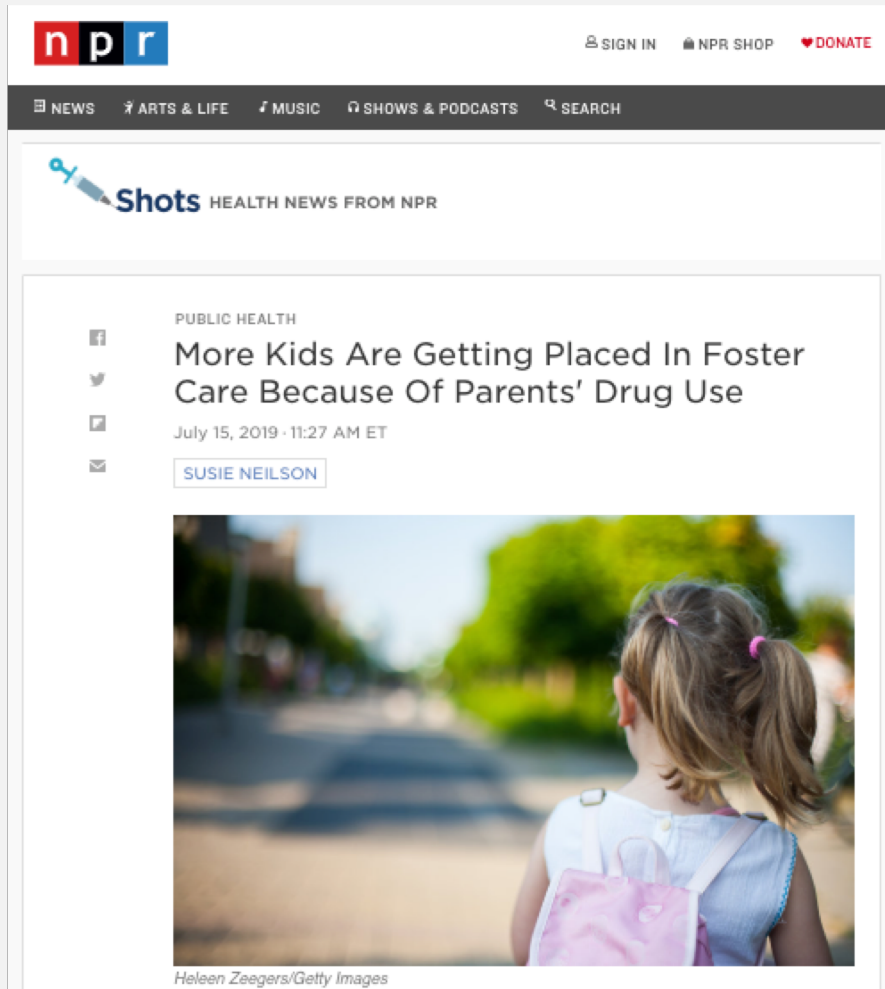 npr
SIGN IN NPR SHOP DONATE
NEWS ARTS & LIFE MUSIC SHOWS & PODCASTS SEARCH
Shots HEALTH NEWS FROM NPR
PUBLIC HEALTH
More Kids Are Getting Placed In Foster
Care Because Of Parents' Drug Use
July 15, 2019 · 11:27 AM ET
SUSIE NEILSON
Heleen Zeegers/Getty Images